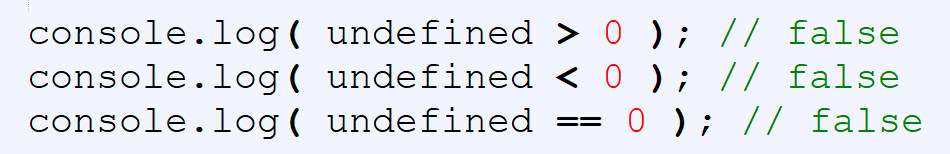 console.log( undefined > 0 ); // false
console.log( undefined < 0 ); // false
console.log( undefined == 0 ); // false